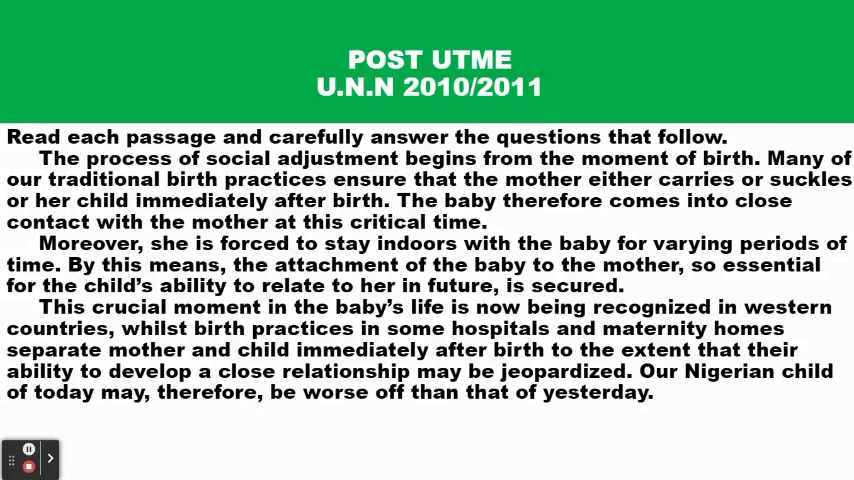 POST UTME
U.N.N 2010/2011
Read each passage and carefully answer the questions that follow.
The process of social adjustment begins from the moment of birth. Many of
our traditional birth practices ensure that the mother either carries or suckles
or her child immediately after birth. The baby therefore comes into close
contact with the mother at this critical time.
Moreover, she is forced to stay indoors with the baby for varying periods of
time. By this means, the attachment of the baby to the mother, so essential
for the child's ability to relate to her in future, is secured.
This crucial moment in the baby's life is now being recognized in western
countries, whilst birth practices in some hospitals and maternity homes
separate mother and child immediately after birth to the extent that their
ability to develop a close relationship may be jeopardized. Our Nigerian child
of today may, therefore, be worse off than that of yesterday.